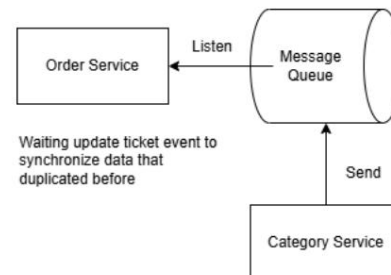 Order Service
Listen
Message
Queue
Waiting update ticket event to
synchronize data that
duplicated before
Send
Category Service